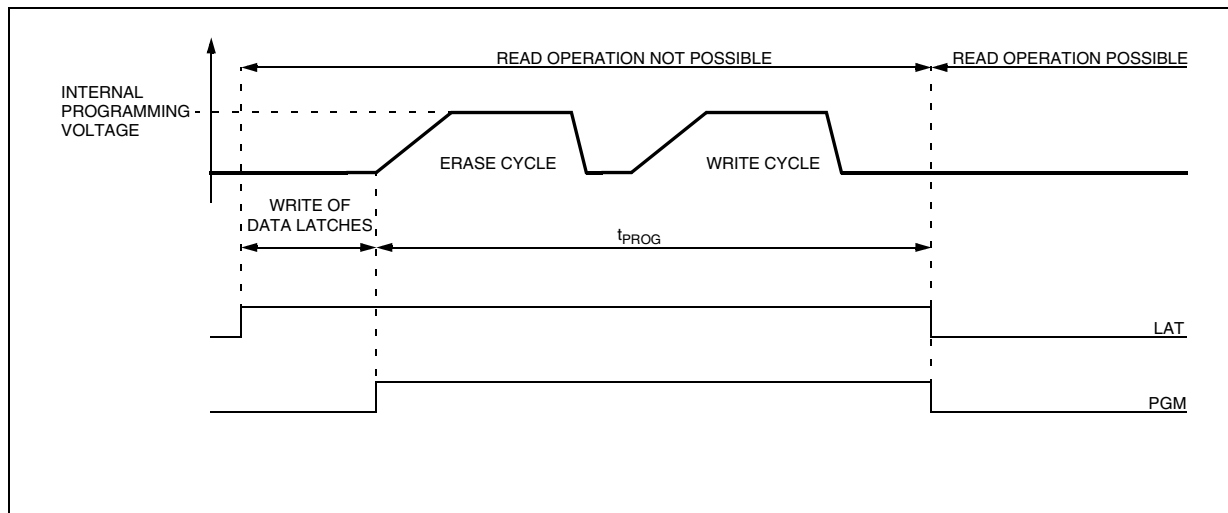 READ OPERATION NOT POSSIBLE
READ OPERATION POSSIBLE
INTERNAL
PROGRAMMING
VOLTAGE
ERASE CYCLE
WRITE CYCLE
WRITE OF
DATA LATCHES
tPROG
LAT
PGM